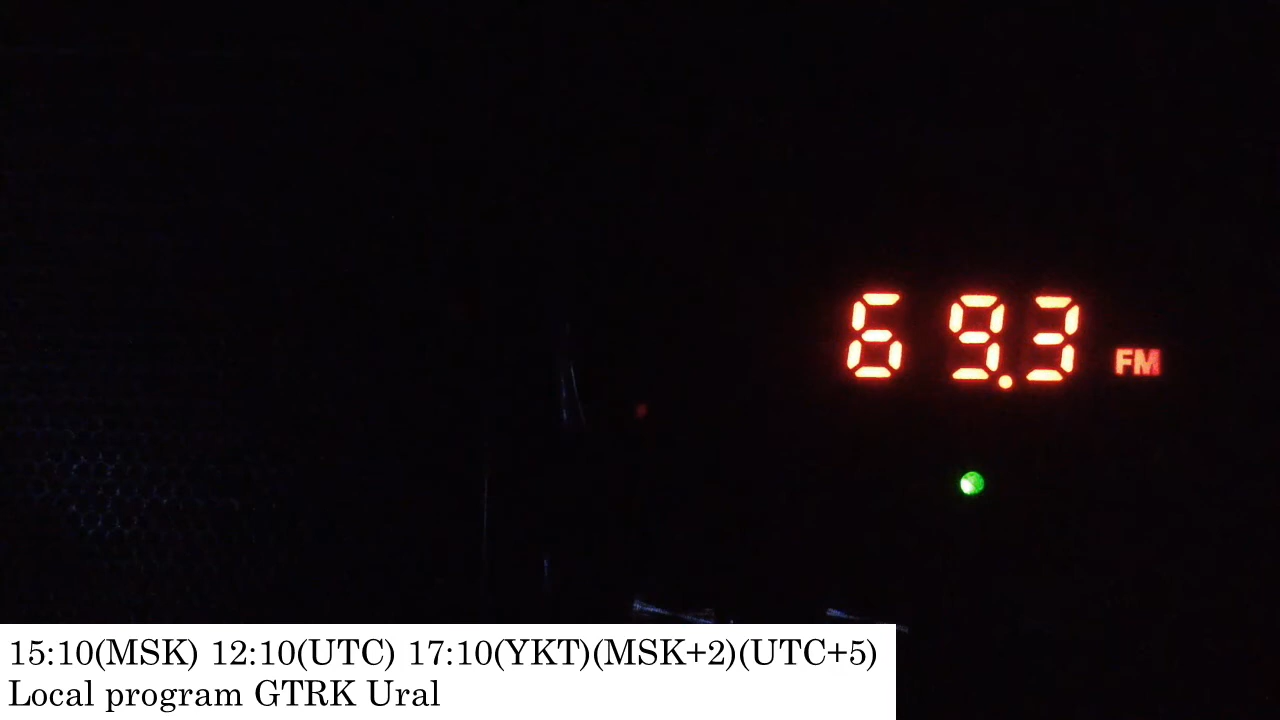 69.3 FM
15:10(MSK) 12:10(UTC) 17:10(YKT)(MSK+2)(UTC+5)
Local program GTRK Ural